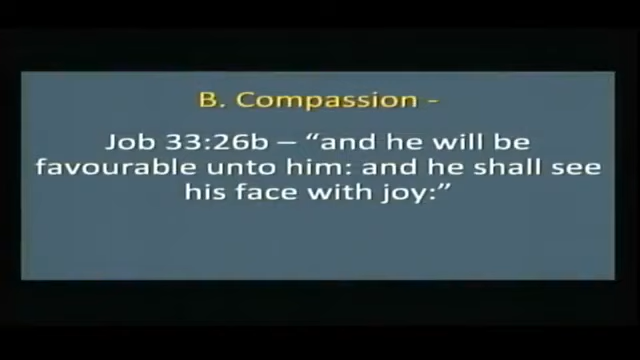 B. Compassion -
Job 33:26b – “and he will be
favourable unto him: and he shall see
his face with joy:”